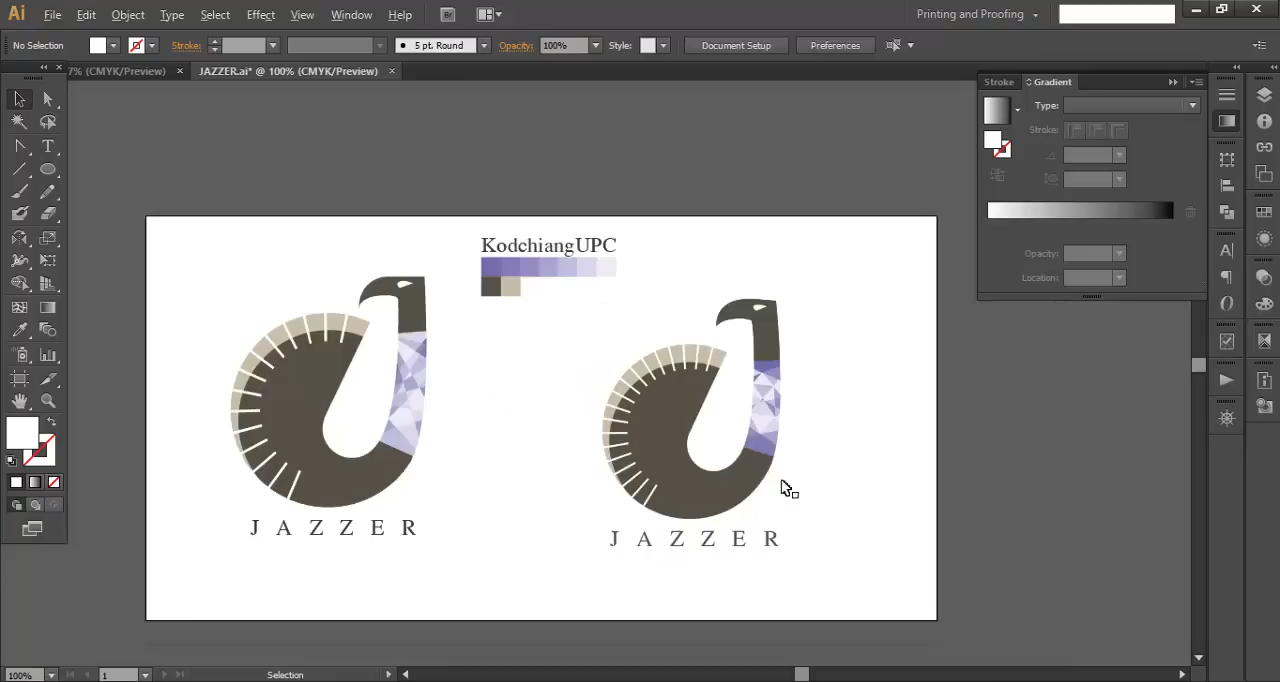 Ai File Edit Object Type Select Effect View Window Help Br Printing and Proofing
No Selection Stroke: 5 pt. Round Opacity: 100% Style: Document Setup Preferences
7% (CMYK/Preview) × JAZZER.ai* @ 100% (CMYK/Preview) ×
Stroke Gradient
Type:
Stroke:
Opacity:
Location:
KodchiangUPC
J A Z Z E R
J A Z Z E R
100% 1 Selection